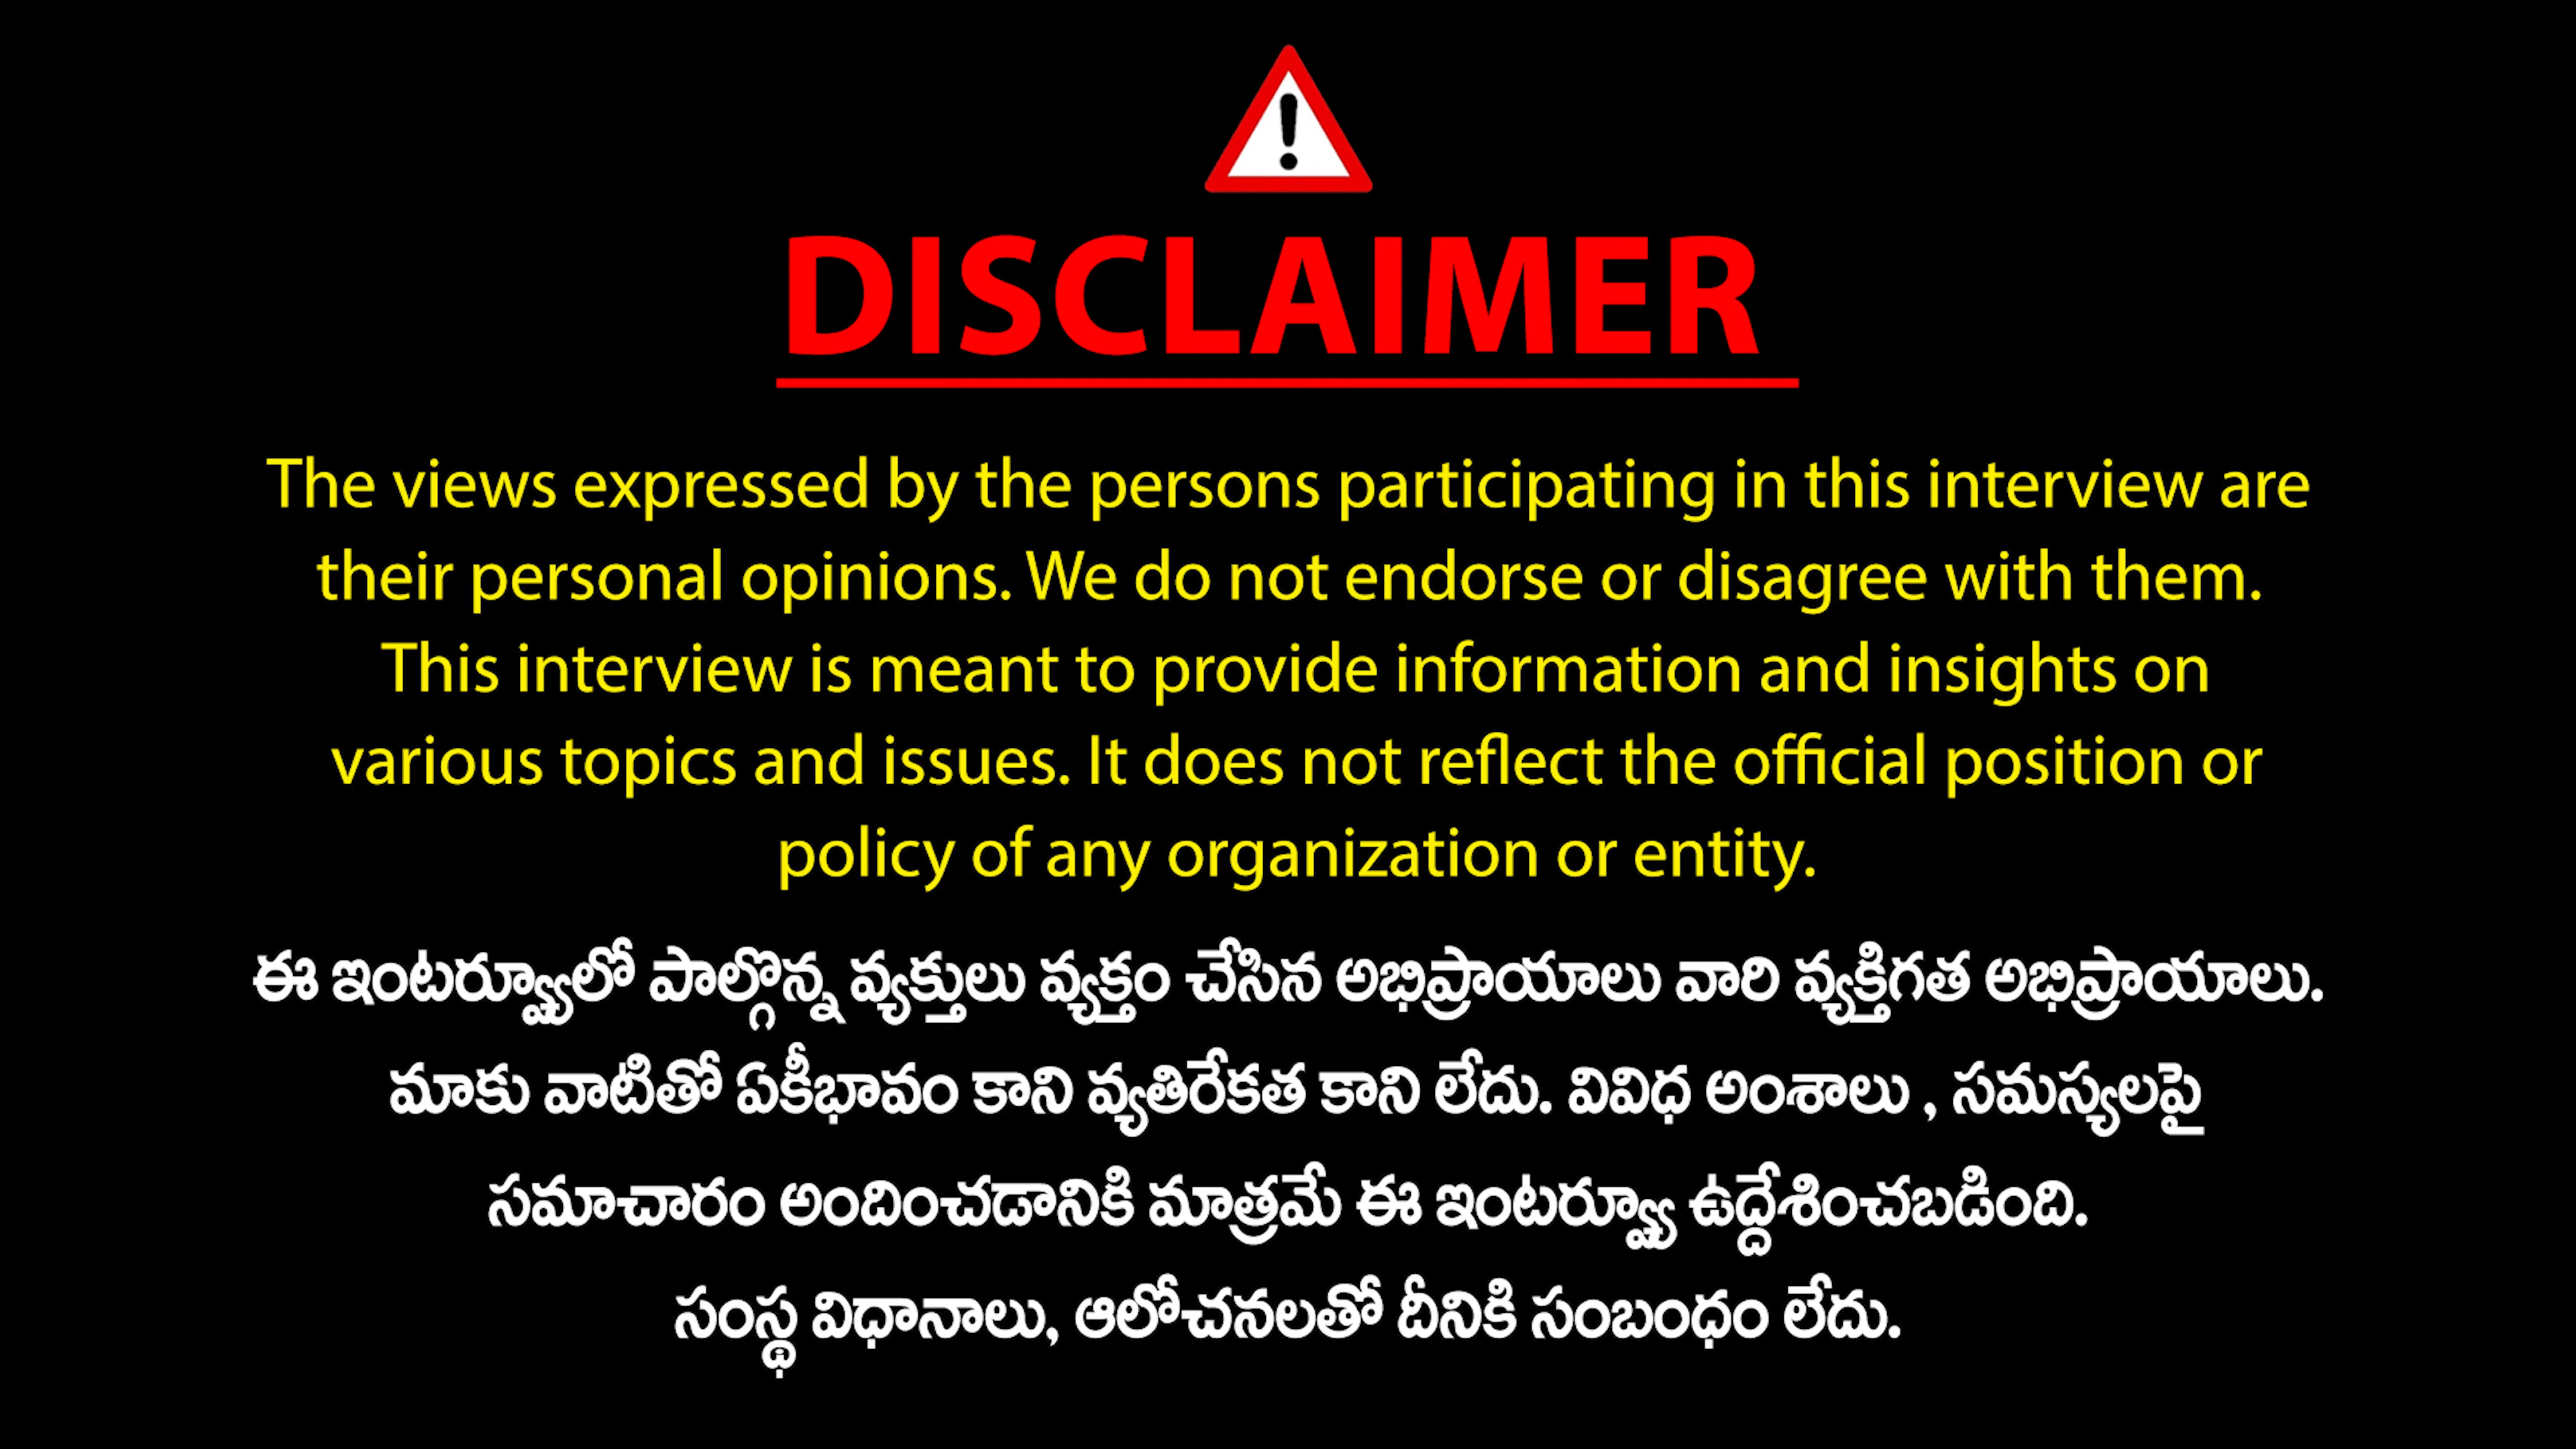 DISCLAIMER
The views expressed by the persons participating in this interview are
their personal opinions. We do not endorse or disagree with them.
This interview is meant to provide information and insights on
various topics and issues. It does not reflect the official position or
policy of any organization or entity.
ఈ ఇంటర్వ్యూలో పాల్గొన్న వ్యక్తులు వ్యక్తం చేసిన అభిప్రాయాలు వారి వ్యక్తిగత అభిప్రాయాలు.
మాకు వాటితో ఏకీభావం కాని వ్యతిరేకత కాని లేదు. వివిధ అంశాలు , సమస్యలపై
సమాచారం అందించడానికి మాత్రమే ఈ ఇంటర్వ్యూ ఉద్దేశించబడింది.
సంస్థ విధానాలు, ఆలోచనలతో దీనికి సంబంధం లేదు.